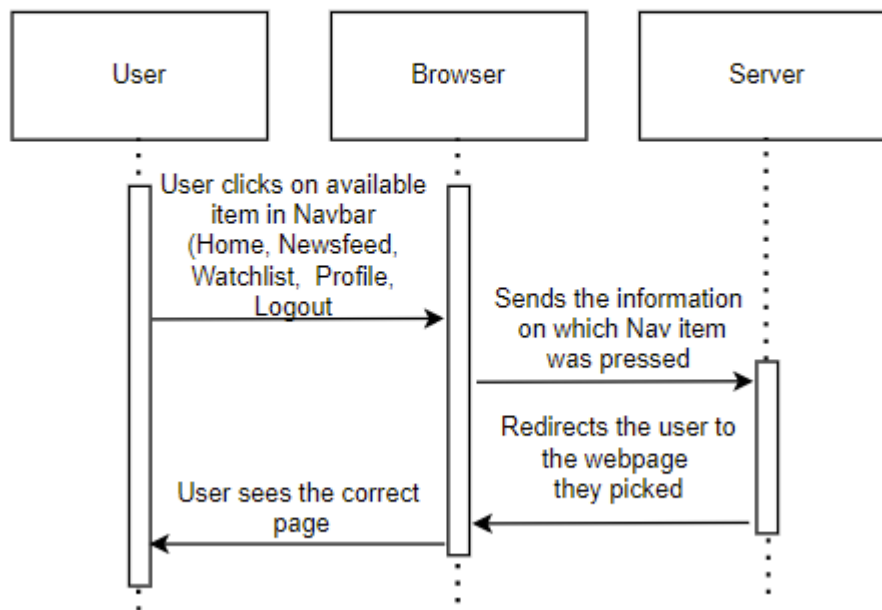 User
Browser
Server
User clicks on available
item in Navbar
(Home, Newsfeed,
Watchlist, Profile,
Logout
Sends the information
on which Nav item
was pressed
Redirects the user to
the webpage
they picked
User sees the correct
page